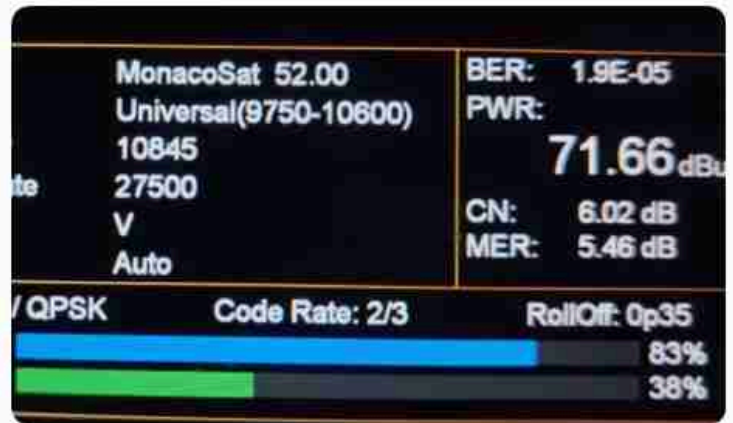 MonacoSat 52.00
Universal(9750-10600)
10845
te 27500
V
Auto
BER: 1.9E-05
PWR:
71.66 dBu
CN: 6.02 dB
MER: 5.46 dB
/ QPSK Code Rate: 2/3 RollOff: 0p35
83%
38%